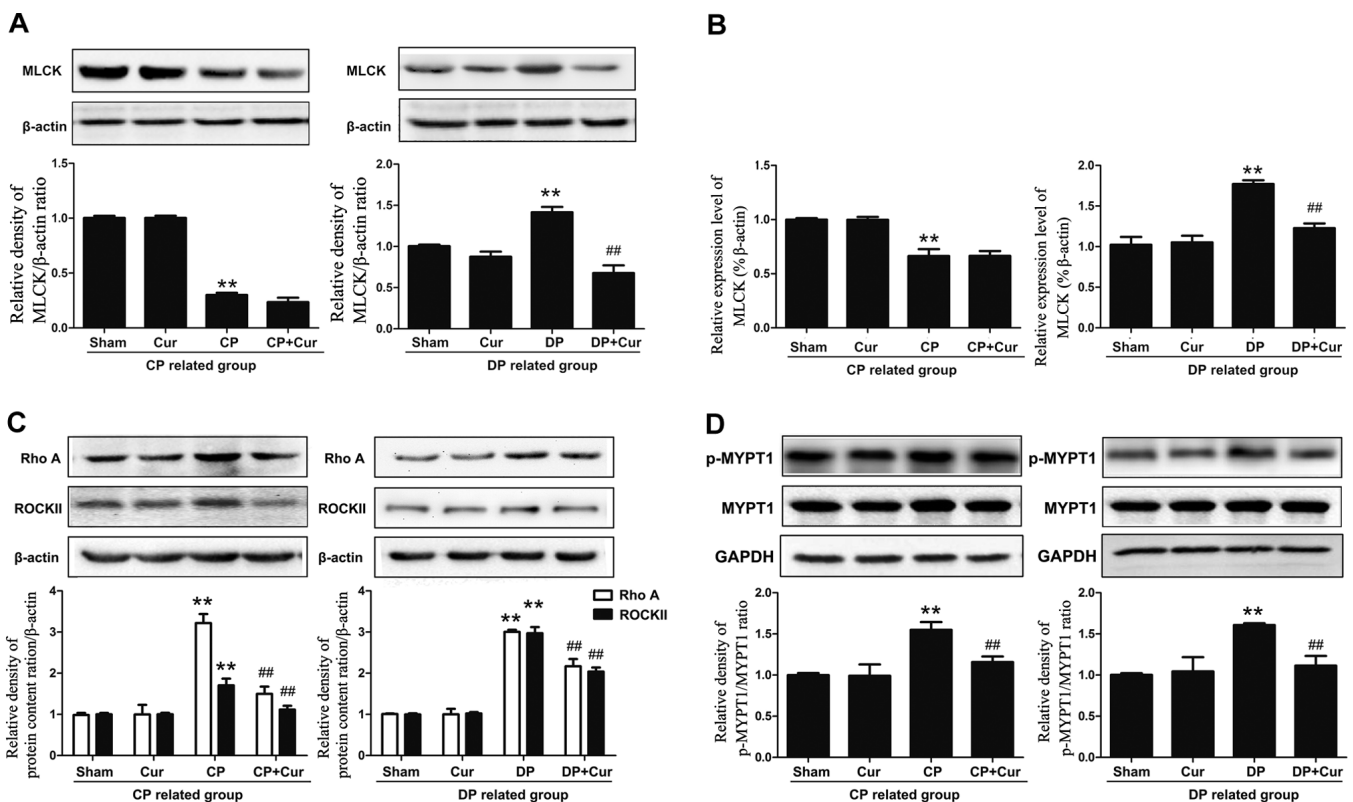 A
MLCK
β-actin
Relative density of
MLCK/β-actin ratio
1.5
1.0
0.5
0.0
Sham Cur CP CP+Cur
**
CP related group
MLCK
β-actin
Relative density of
MLCK/β-actin ratio
2.0
1.5
1.0
0.5
0.0
**
##
Sham Cur DP DP+Cur
DP related group
B
Relative expression level of
MLCK (% β-actin)
1.5
1.0
0.5
0.0
**
Sham Cur CP CP+Cur
CP related group
Relative expression level of
MLCK (% β-actin)
2.0
1.5
1.0
0.5
0.0
**
##
Sham Cur DP DP+Cur
DP related group
C
Rho A
ROCKII
β-actin
Relative density of
protein content ration/β-actin
4
3
2
1
0
**
**
##
##
Sham Cur CP CP+Cur
CP related group
Rho A
ROCKII
β-actin
Relative density of
protein content ration/β-actin
4
3
2
1
0
** **
## ##
Rho A
ROCKII
Sham Cur DP DP+Cur
DP related group
D
p-MYPT1
MYPT1
GAPDH
Relative density of
p-MYPT1/MYPT1 ratio
2.0
1.5
1.0
0.5
0.0
**
##
Sham Cur CP CP+Cur
CP related group
p-MYPT1
MYPT1
GAPDH
Relative density of
p-MYPT1/MYPT1 ratio
2.0
1.5
1.0
0.5
0.0
**
##
Sham Cur DP DP+Cur
DP related group